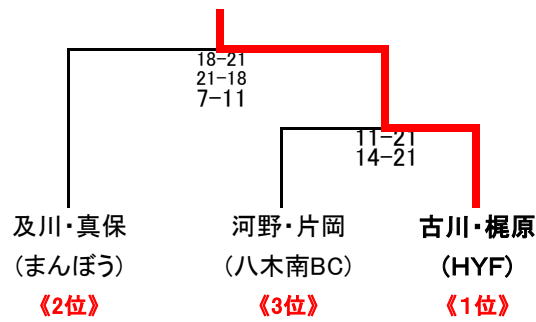 18-21
21-18
7-11
11-21
14-21
及川・真保 河野・片岡 古川・梶原
(まんぼう) (八木南BC) (HYF)
《2位》 《3位》 《1位》